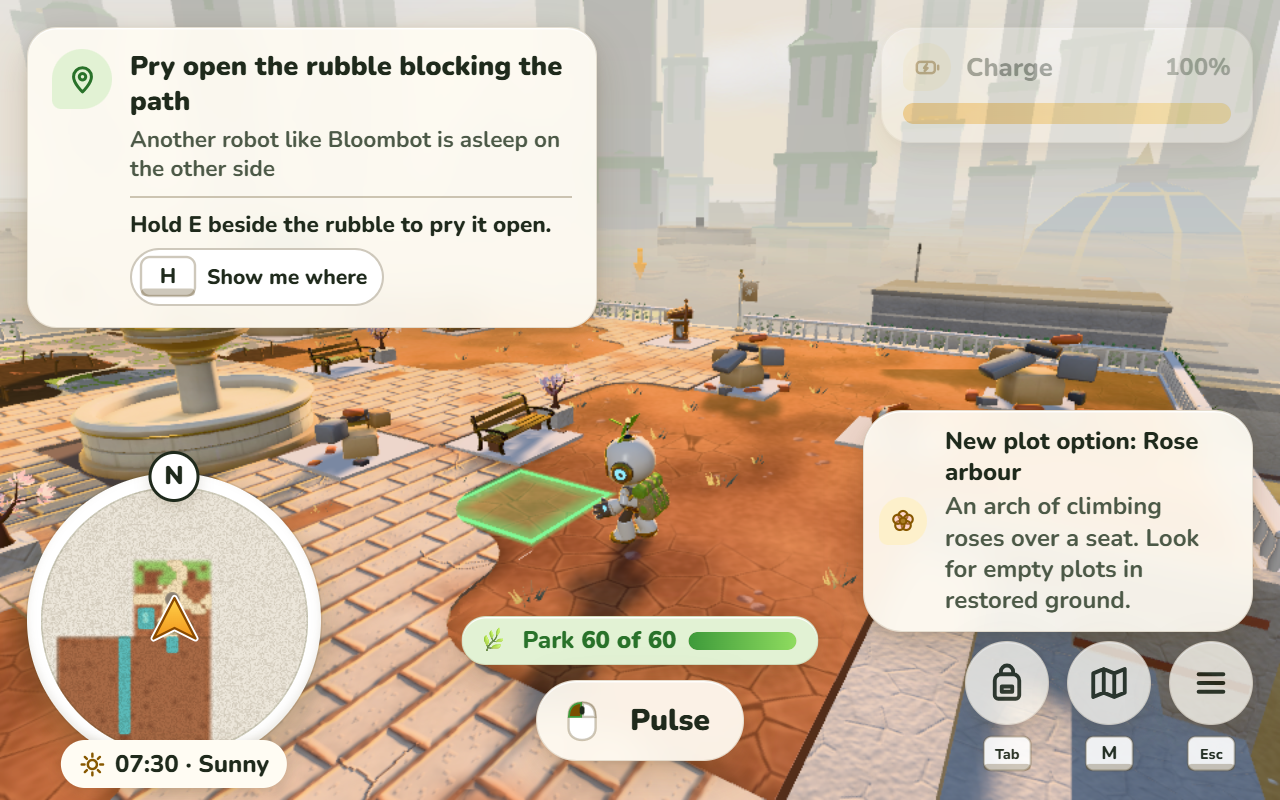 Pry open the rubble blocking the
path
Another robot like Bloombot is asleep on
the other side
Hold E beside the rubble to pry it open.
H Show me where
Charge 100%
New plot option: Rose
arbour
An arch of climbing
roses over a seat. Look
for empty plots in
restored ground.
N
07:30 · Sunny
Park 60 of 60
Pulse
Tab M Esc